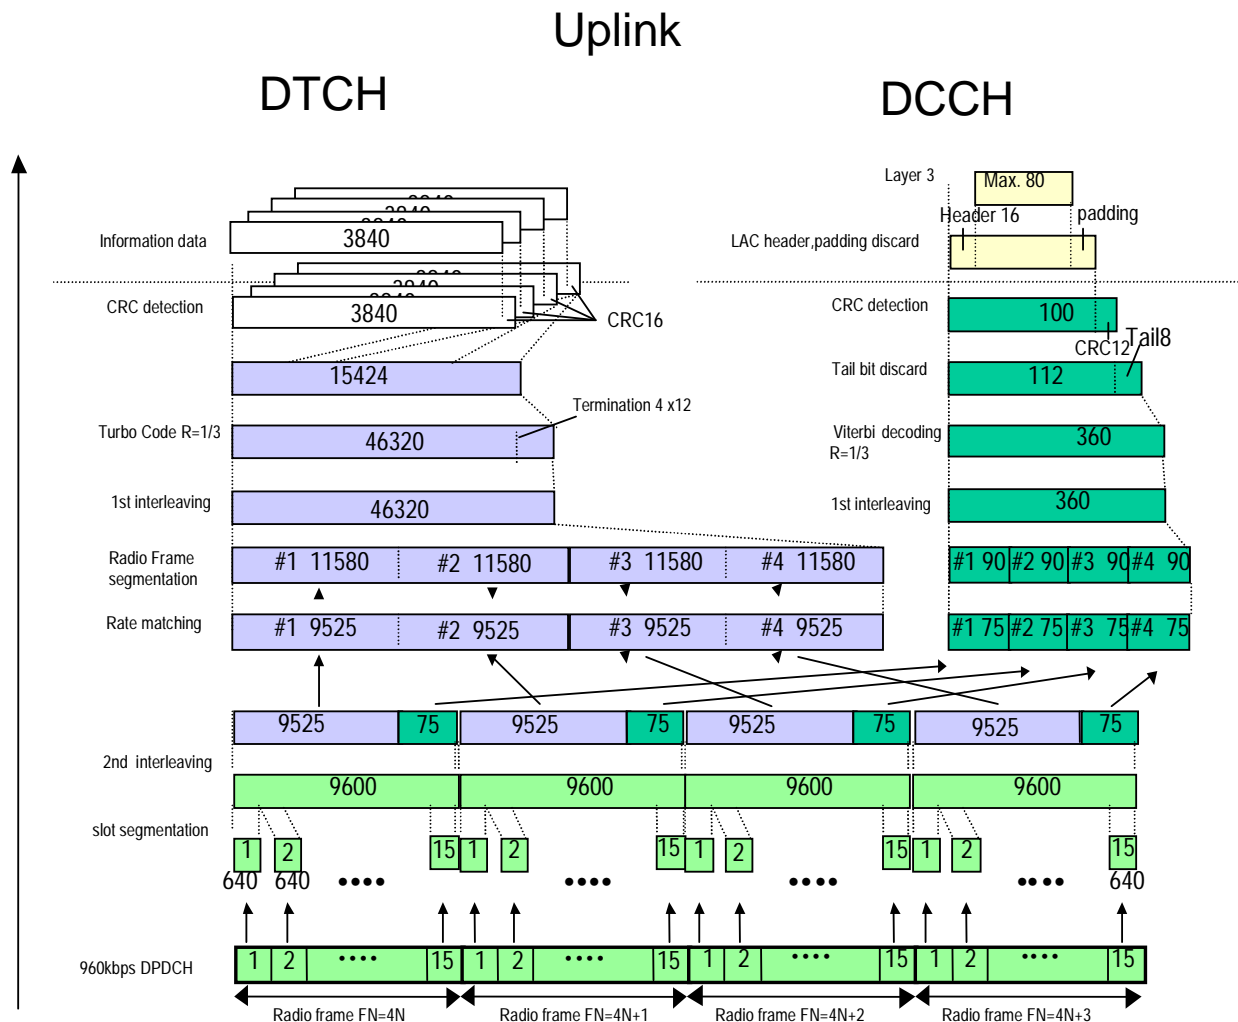 Uplink
DTCH
DCCH
Layer 3
Max. 80
Header 16
padding
Information data
3840
3840
3840
3840
LAC header,padding discard
CRC detection
3840
3840
3840
3840
CRC16
CRC detection
100
CRC12
Tail8
15424
Tail bit discard
112
Termination 4 x12
Turbo Code R=1/3
46320
Viterbi decoding
R=1/3
360
1st interleaving
46320
1st interleaving
360
Radio Frame
segmentation
#1 11580
#2 11580
#3 11580
#4 11580
#1 90
#2 90
#3 90
#4 90
Rate matching
#1 9525
#2 9525
#3 9525
#4 9525
#1 75
#2 75
#3 75
#4 75
9525
75
9525
75
9525
75
9525
75
2nd interleaving
9600
9600
9600
9600
slot segmentation
1
2
15
1
2
15
1
2
15
1
2
15
640
640
••••
••••
••••
••••
640
960kbps DPDCH
1
2
••••
15
1
2
••••
15
1
2
••••
15
1
2
••••
15
Radio frame FN=4N
Radio frame FN=4N+1
Radio frame FN=4N+2
Radio frame FN=4N+3